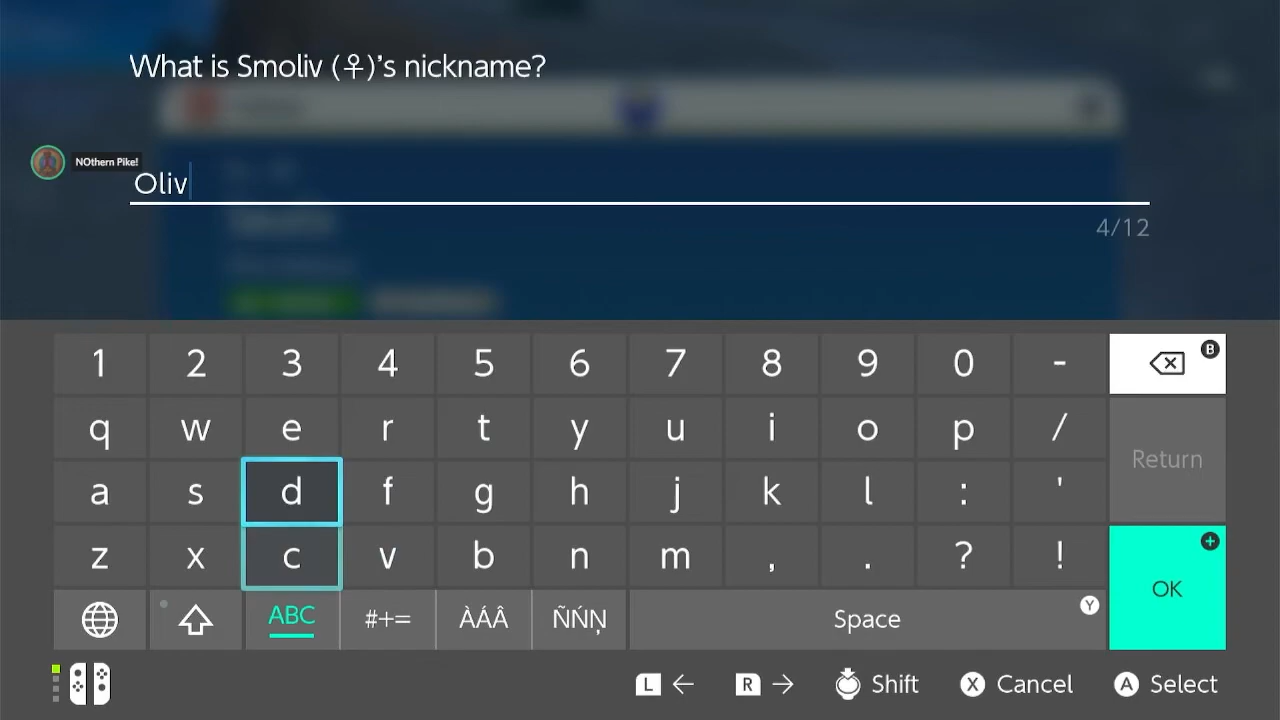 What is Smoliv (♀)'s nickname?
NOthern Pike!
Oliv
4/12
1 2 3 4 5 6 7 8 9 0 - B
q w e r t y u i o p /
Return
a s d f g h j k l : '
z x c v b n m , . ? ! +
OK
ABC #+= ÀÁÂ ÑŃŅ Space Y
L ← R → Shift X Cancel A Select